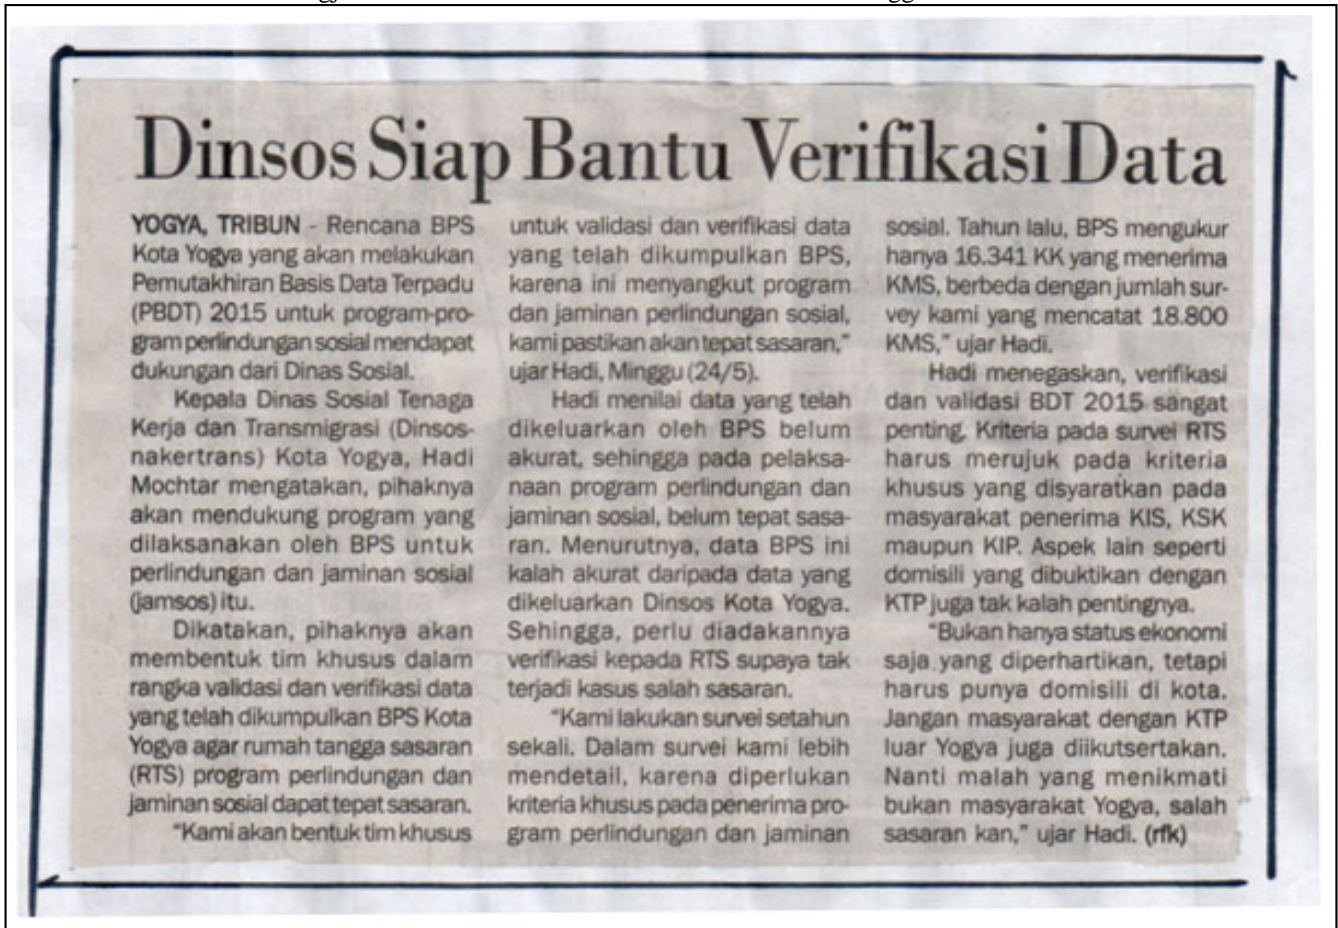 Dinsos Siap Bantu Verifikasi Data
YOGYA, TRIBUN - Rencana BPS
Kota Yogya yang akan melakukan
Pemutakhiran Basis Data Terpadu
(PBDT) 2015 untuk program-pro-
gram perlindungan sosial mendapat
dukungan dari Dinas Sosial.
Kepala Dinas Sosial Tenaga
Kerja dan Transmigrasi (Dinsos-
nakertrans) Kota Yogya, Hadi
Mochtar mengatakan, pihaknya
akan mendukung program yang
dilaksanakan oleh BPS untuk
perlindungan dan jaminan sosial
(jamsos) itu.
Dikatakan, pihaknya akan
membentuk tim khusus dalam
rangka validasi dan verifikasi data
yang telah dikumpulkan BPS Kota
Yogya agar rumah tangga sasaran
(RTS) program perlindungan dan
jaminan sosial dapat tepat sasaran.
"Kami akan bentuk tim khusus
untuk validasi dan verifikasi data
yang telah dikumpulkan BPS,
karena ini menyangkut program
dan jaminan perlindungan sosial,
kami pastikan akan tepat sasaran,"
ujar Hadi, Minggu (24/5).
Hadi menilai data yang telah
dikeluarkan oleh BPS belum
akurat, sehingga pada pelaksa-
naan program perlindungan dan
jaminan sosial, belum tepat sasa-
ran. Menurutnya, data BPS ini
kalah akurat daripada data yang
dikeluarkan Dinsos Kota Yogya.
Sehingga, perlu diadakannya
verifikasi kepada RTS supaya tak
terjadi kasus salah sasaran.
"Kami lakukan survei setahun
sekali. Dalam survei kami lebih
mendetail, karena diperlukan
kriteria khusus pada penerima pro-
gram perlindungan dan jaminan
sosial. Tahun lalu, BPS mengukur
hanya 16.341 KK yang menerima
KMS, berbeda dengan jumlah sur-
vey kami yang mencatat 18.800
KMS," ujar Hadi.
Hadi menegaskan, verifikasi
dan validasi BDT 2015 sangat
penting. Kriteria pada survei RTS
harus merujuk pada kriteria
khusus yang disyaratkan pada
masyarakat penerima KIS, KSK
maupun KIP. Aspek lain seperti
domisili yang dibuktikan dengan
KTP juga tak kalah pentingnya.
"Bukan hanya status ekonomi
saja yang diperhartikan, tetapi
harus punya domisili di kota.
Jangan masyarakat dengan KTP
luar Yogya juga diikutsertakan.
Nanti malah yang menikmati
bukan masyarakat Yogya, salah
sasaran kan," ujar Hadi. (rfk)